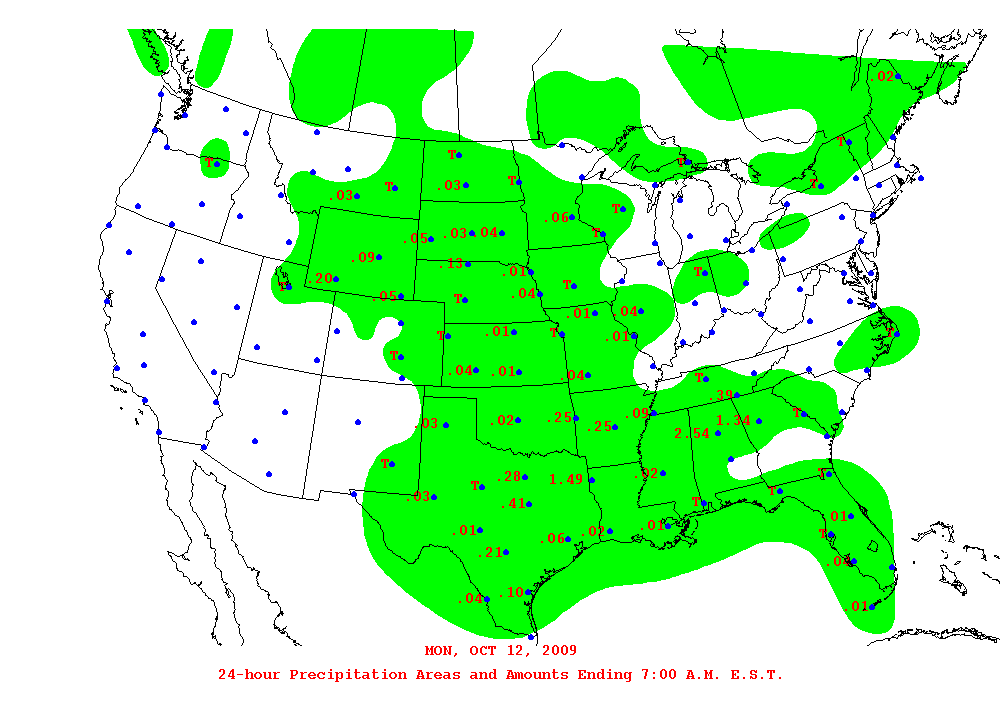 .02
T
T T T
.03 T .03 T T
.06 T
.05 .03 .04 T
.09 .13 .01 T
T .20 T
.05 T .04
.01 .04
T .01 T .01 T
T
.04 .01 .04 T
.39
.03 .02 .25 .25 .09 1.34 T
2.54
T .28 1.49 .02 T
T T
.03 .41 T
.01 .02 .01 .01
.06 T
.21 .04
.04 .10 .01
MON, OCT 12, 2009
24-hour Precipitation Areas and Amounts Ending 7:00 A.M. E.S.T.